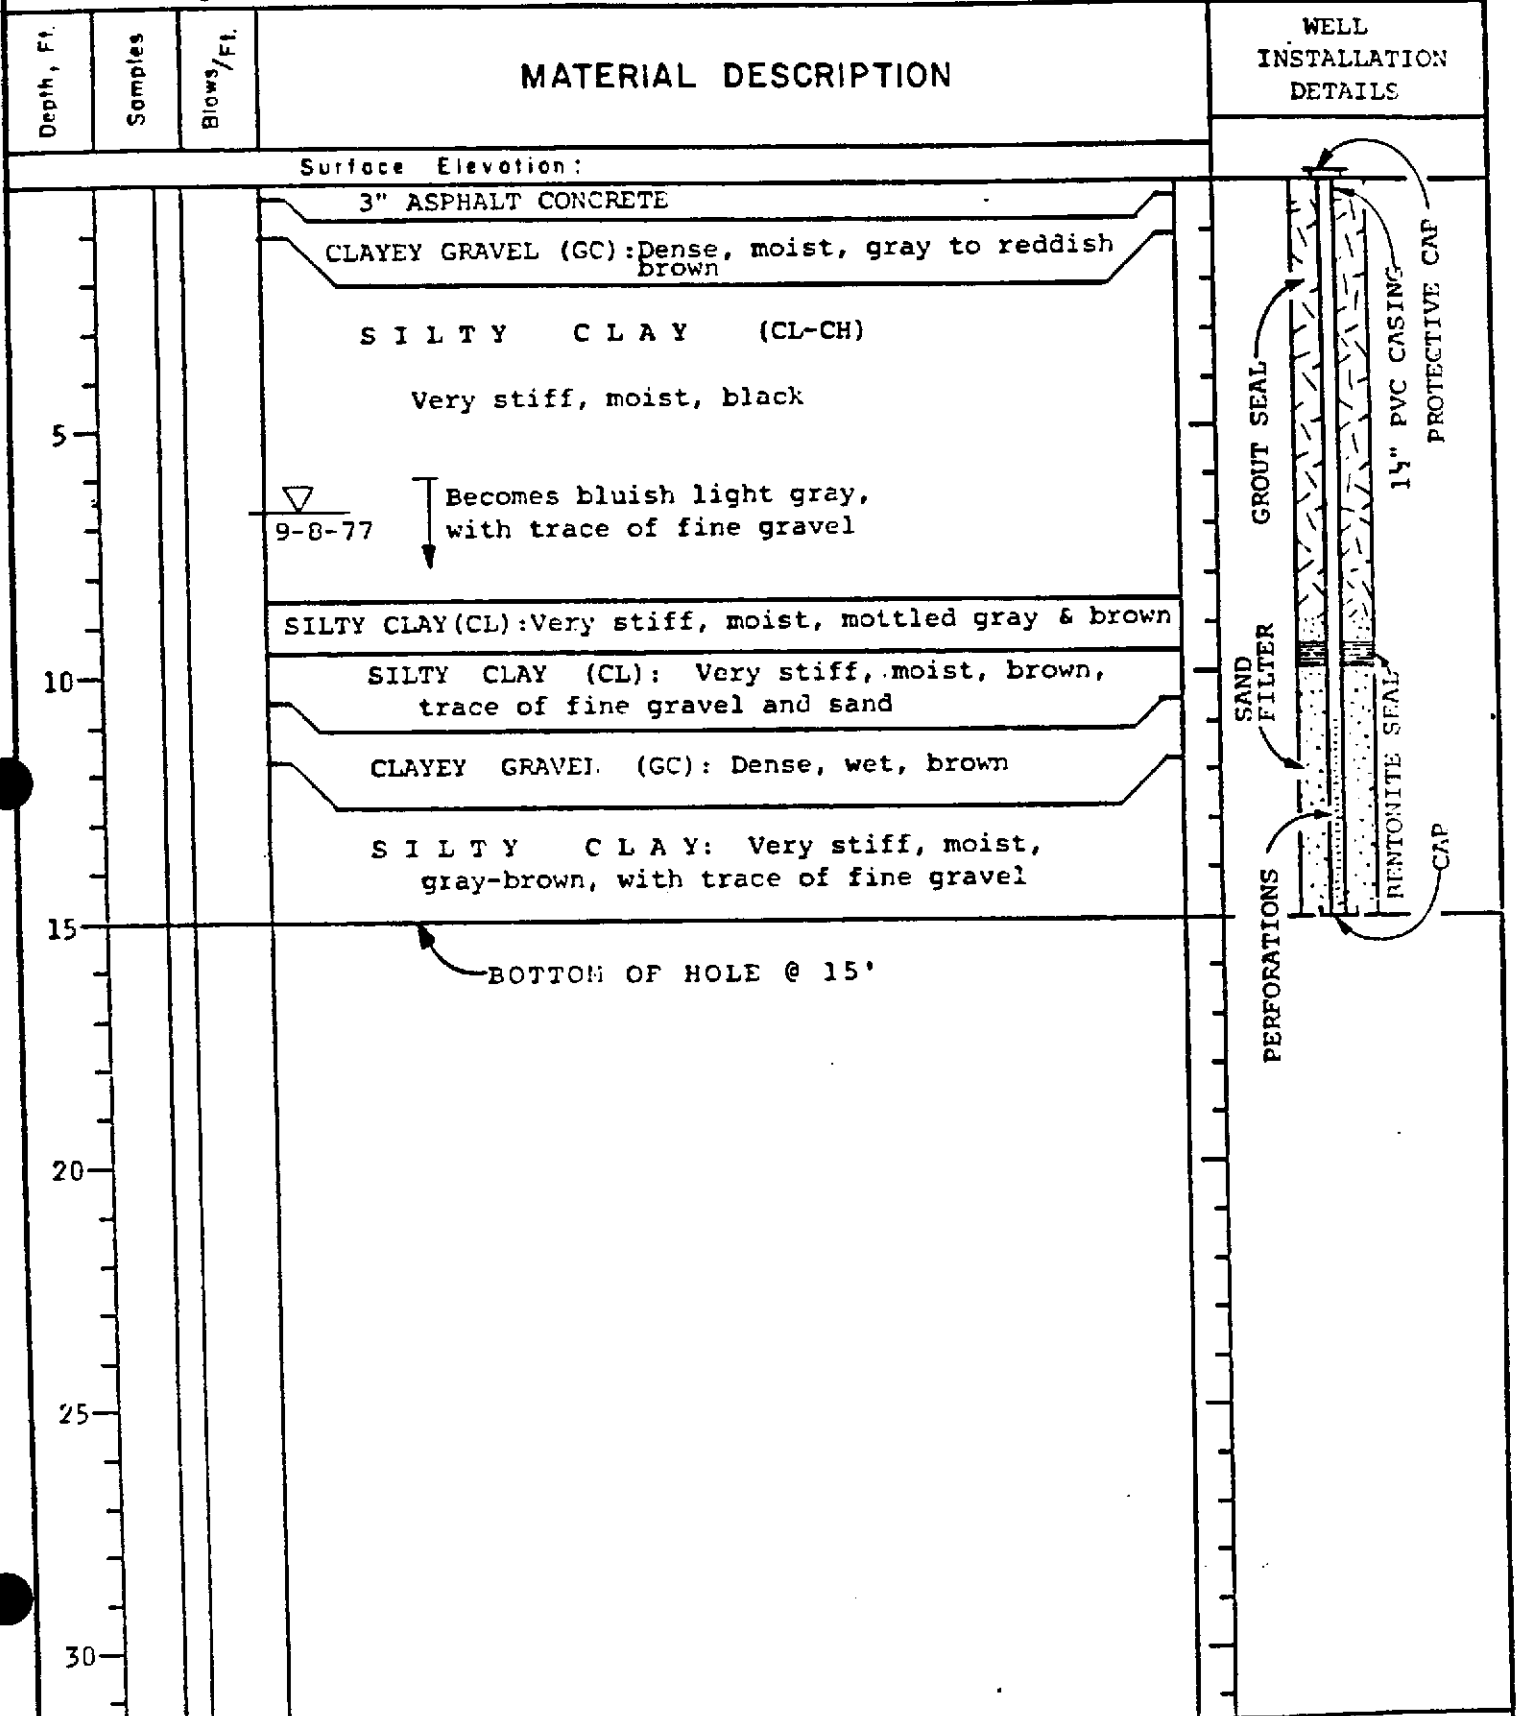 Depth, Ft.
Samples
Blows/Ft.
MATERIAL DESCRIPTION
WELL
INSTALLATION
DETAILS
Surface Elevation:
3" ASPHALT CONCRETE
CLAYEY GRAVEL (GC):Dense, moist, gray to reddish
brown
SILTY CLAY (CL-CH)
Very stiff, moist, black
5
Becomes bluish light gray,
with trace of fine gravel
9-8-77
SILTY CLAY(CL):Very stiff, moist, mottled gray & brown
10
SILTY CLAY (CL): Very stiff, moist, brown,
trace of fine gravel and sand
CLAYEY GRAVEL (GC): Dense, wet, brown
SILTY CLAY: Very stiff, moist,
gray-brown, with trace of fine gravel
15
BOTTOM OF HOLE @ 15'
20
25
30
GROUT SEAL
1½" PVC CASING
PROTECTIVE CAP
SAND
FILTER
BENTONITE SEAL
PERFORATIONS
CAP